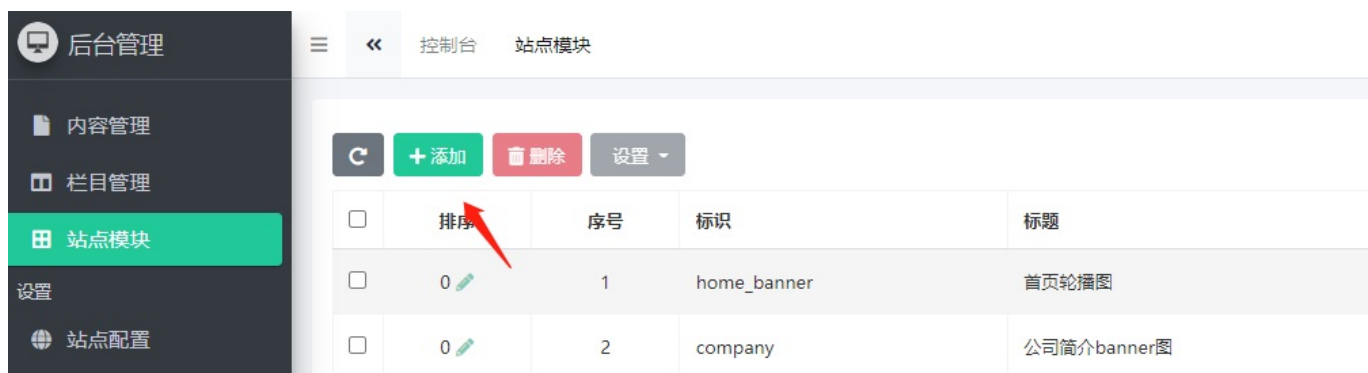 后台管理
控制台 站点模块
内容管理
栏目管理
站点模块
设置
站点配置
添加 删除 设置
排序 序号 标识 标题
0 1 home_banner 首页轮播图
0 2 company 公司简介banner图